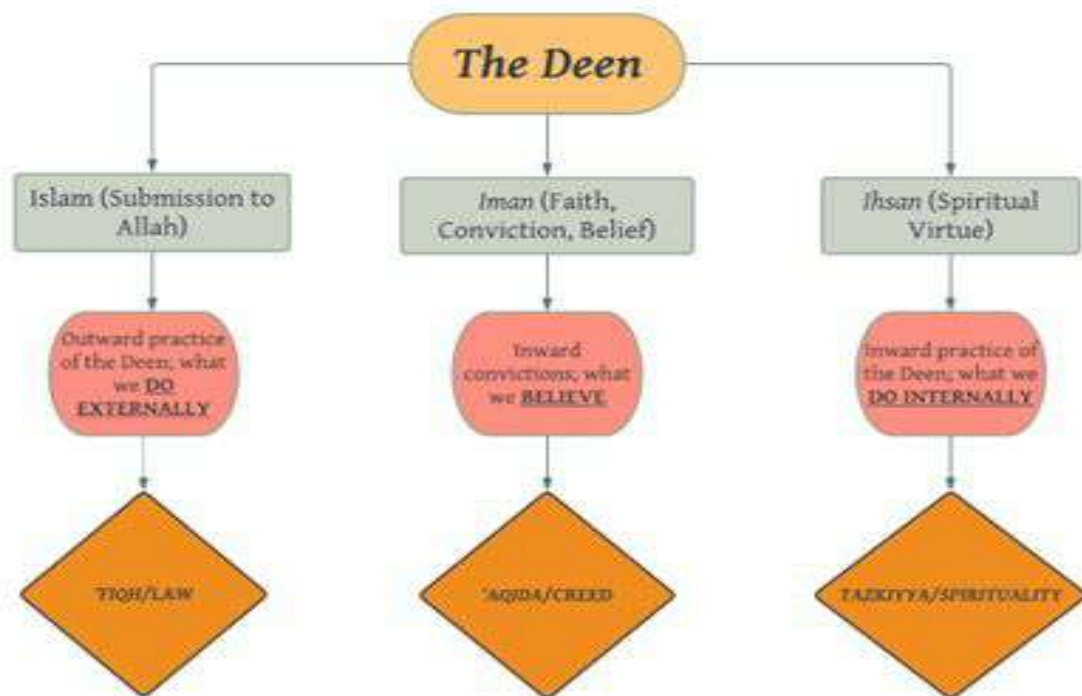 The Deen
Islam (Submission to
Allah)
Outward practice
of the Deen; what
we DO
EXTERNALLY
FIQH/LAW
Iman (Faith,
Conviction, Belief)
Inward
convictions; what
we BELIEVE
'AQIDA/CREED
Ihsan (Spiritual
Virtue)
Inward practice of
the Deen; what we
DO INTERNALLY
TAZKIYYA/SPIRITUALITY